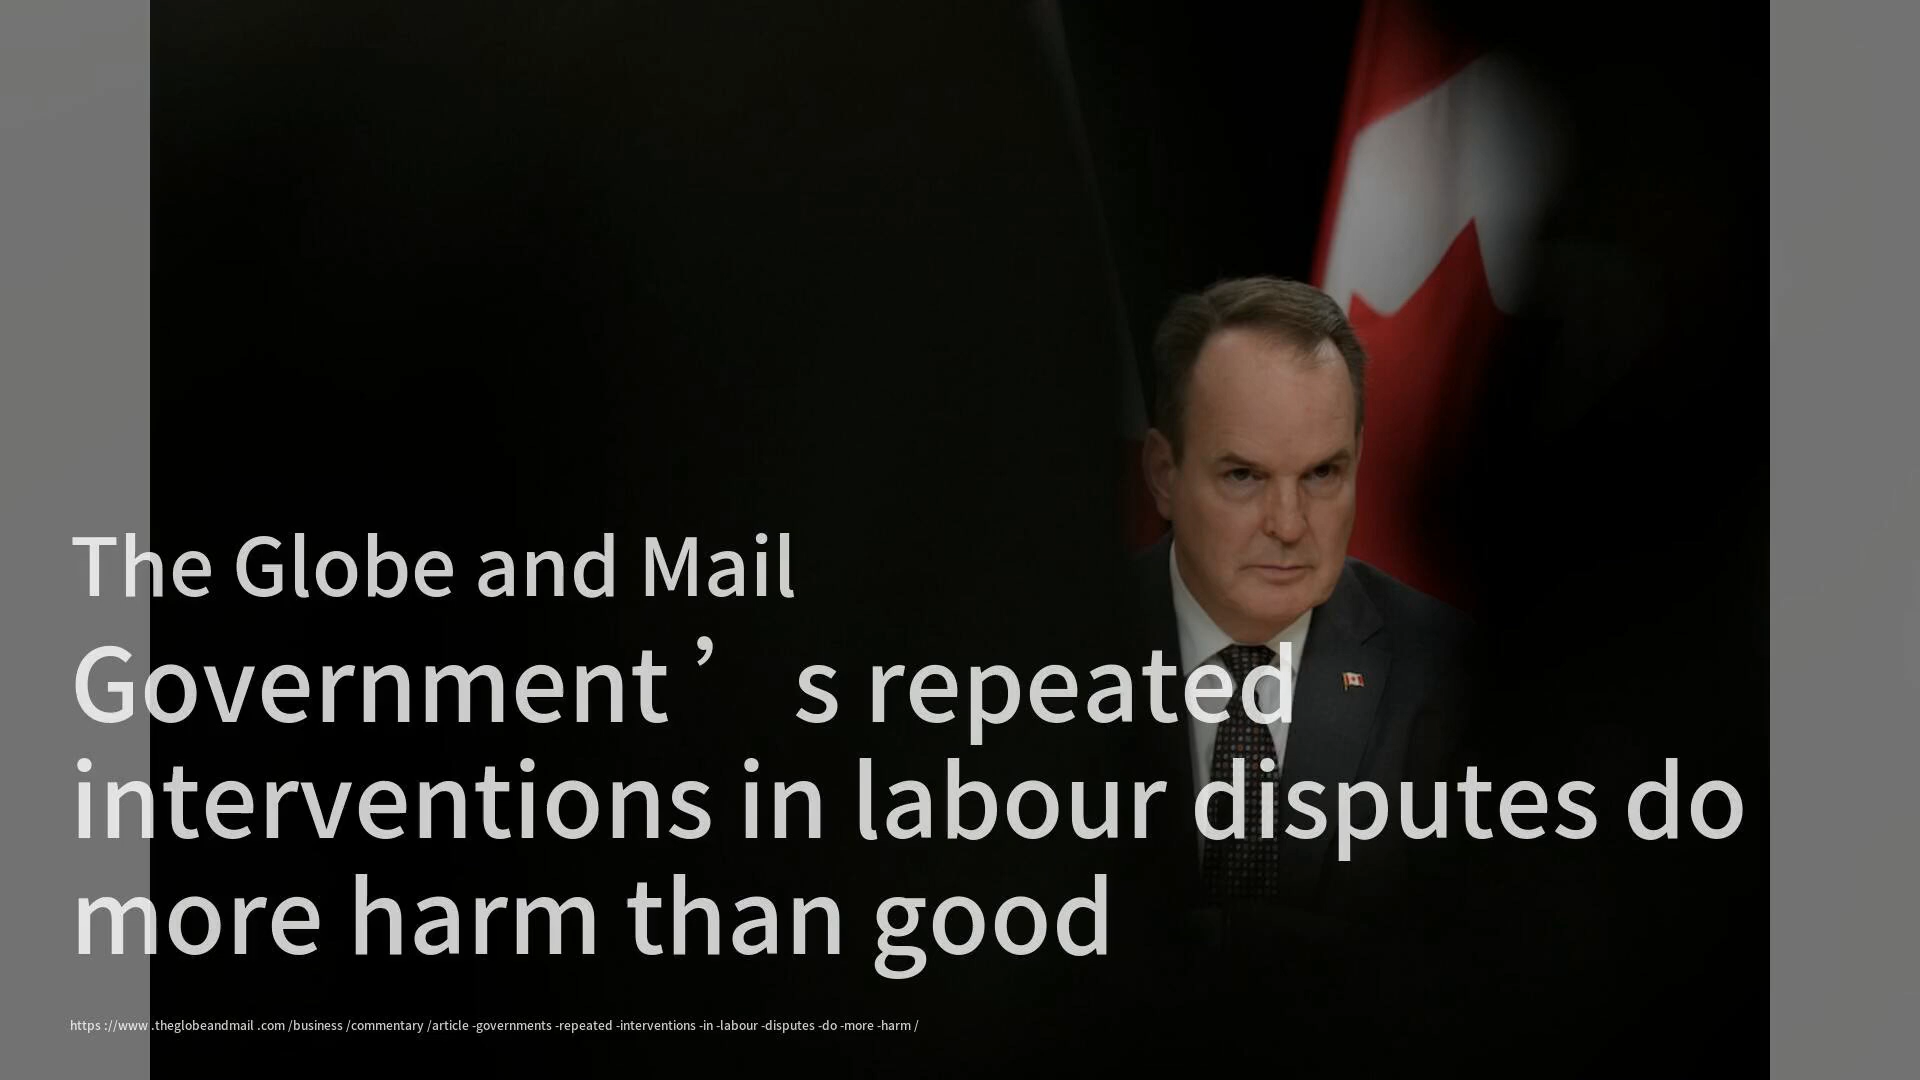 The Globe and Mail
Government’s repeated
interventions in labour disputes do
more harm than good
https://www.theglobeandmail.com/business/commentary/article-governments-repeated-interventions-in-labour-disputes-do-more-harm/